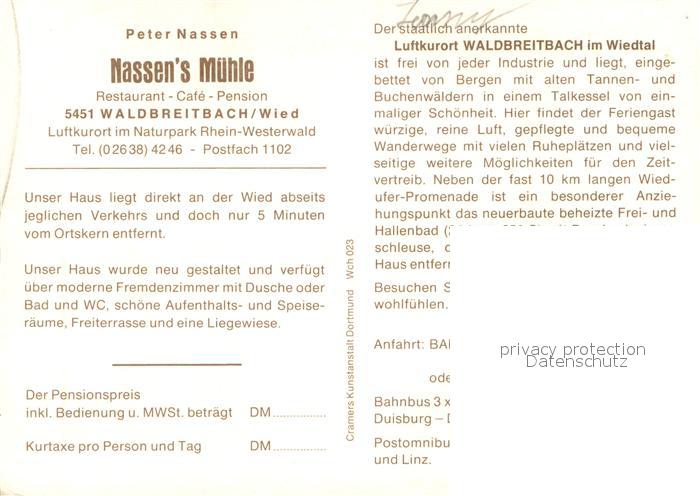 Peter Nassen
Nassen's Mühle
Restaurant - Café - Pension
5451 WALDBREITBACH/Wied
Luftkurort im Naturpark Rhein-Westerwald
Tel. (02638) 4246 - Postfach 1102
Unser Haus liegt direkt an der Wied abseits
jeglichen Verkehrs und doch nur 5 Minuten
vom Ortskern entfernt.
Unser Haus wurde neu gestaltet und verfügt
über moderne Fremdenzimmer mit Dusche oder
Bad und WC, schöne Aufenthalts- und Speise-
räume, Freiterrasse und eine Liegewiese.
Der Pensionspreis
inkl. Bedienung u. MWSt. beträgt DM................
Kurtaxe pro Person und Tag DM................
Cramers Kunstanstalt Dortmund Wch 023
Der staatlich anerkannte
Luftkurort WALDBREITBACH im Wiedtal
ist frei von jeder Industrie und liegt, einge-
bettet von Bergen mit alten Tannen- und
Buchenwäldern in einem Talkessel von ein-
maliger Schönheit. Hier findet der Feriengast
würzige, reine Luft, gepflegte und bequeme
Wanderwege mit vielen Ruheplätzen und viel-
seitige weitere Möglichkeiten für den Zeit-
vertreib. Neben der fast 10 km langen Wied-
ufer-Promenade ist ein besonderer Anzie-
hungspunkt das neuerbaute beheizte Frei- und
Hallenbad
schleuse,
Haus entfer
Besuchen S
wohlfühlen.
Anfahrt: BA
ode
Bahnbus 3 x
Duisburg –
Postomnibu
und Linz.
privacy protection
Datenschutz